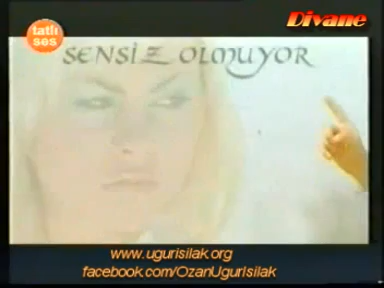 tatlı
ses
Divane
SENSİZ OLMUYOR
www.ugurisilak.org
facebook.com/OzanUgurIsilak